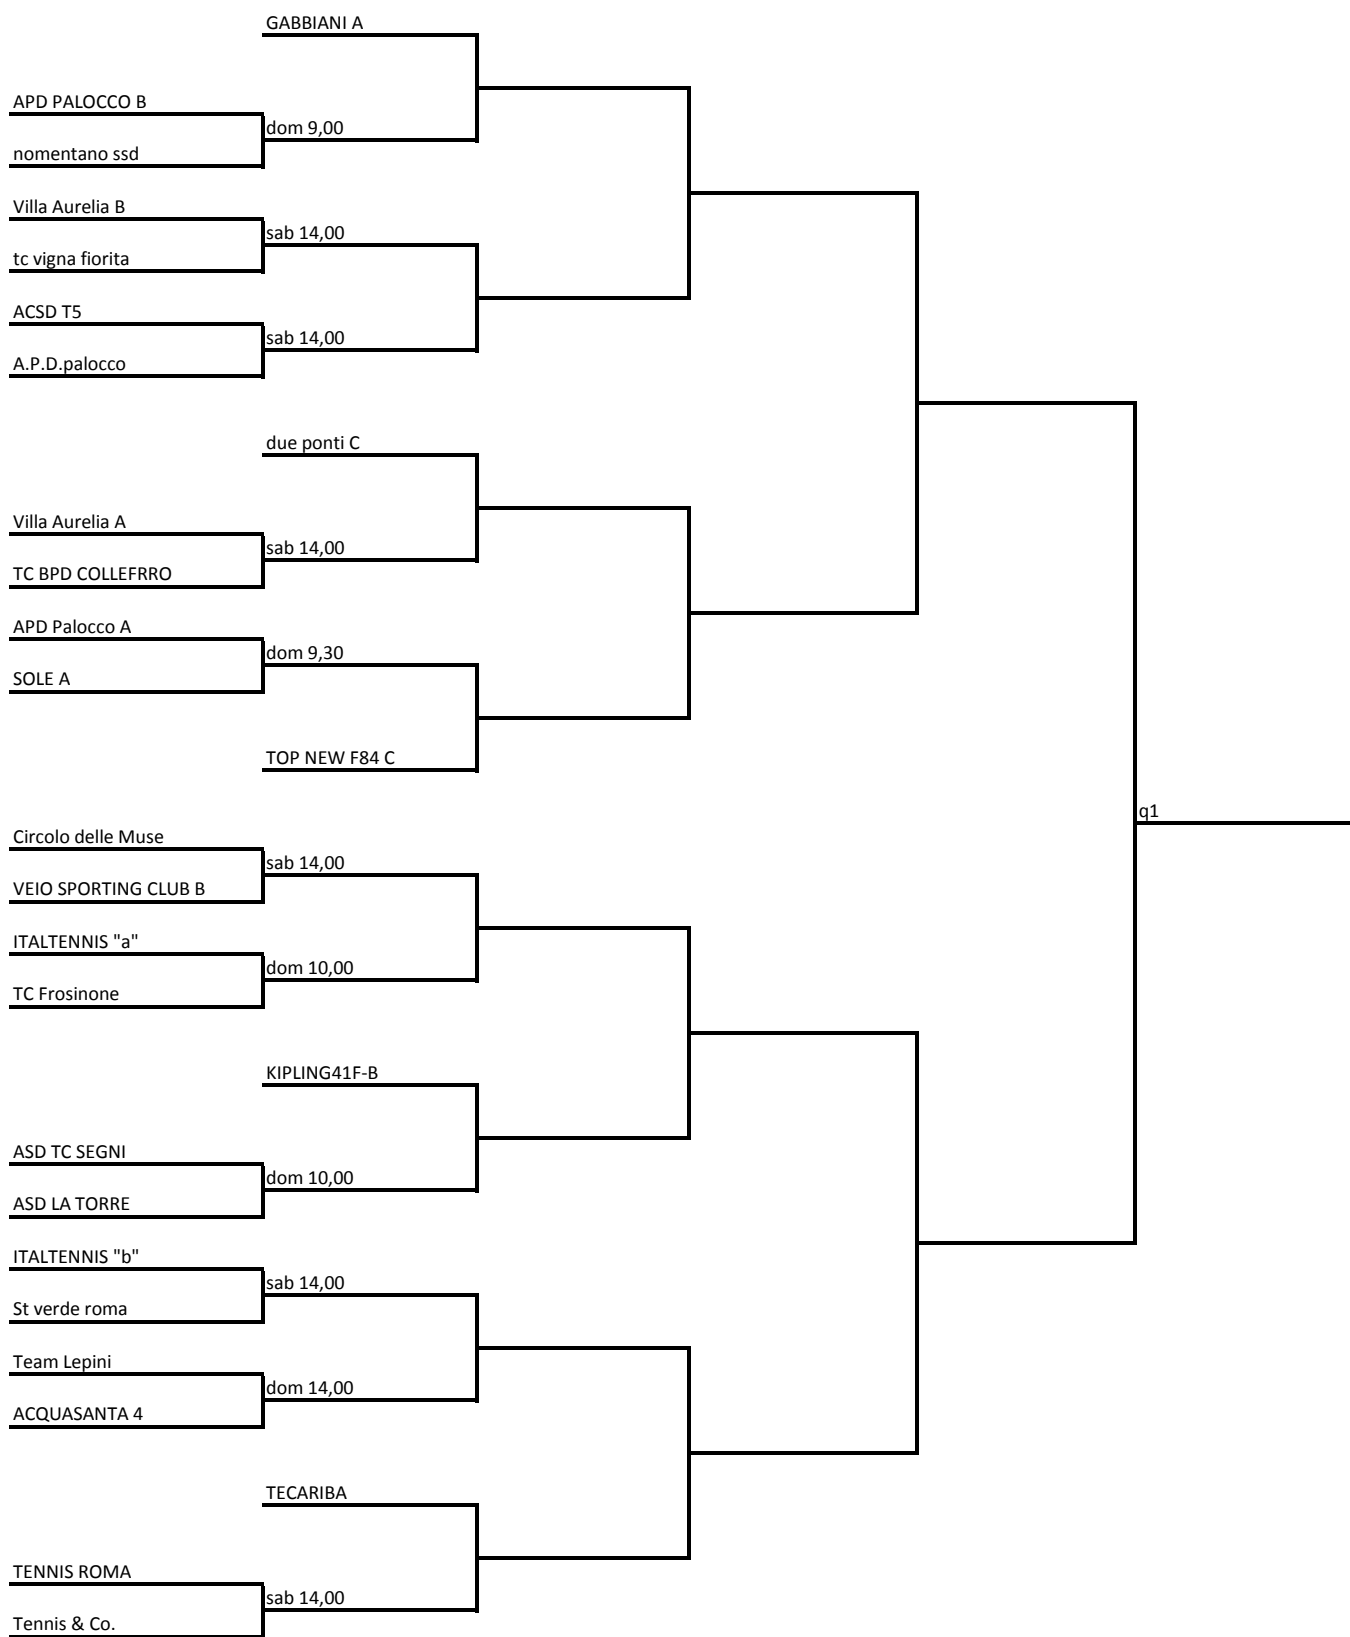 GABBIANI A
APD PALOCCO B
dom 9,00
nomentano ssd
Villa Aurelia B
sab 14,00
tc vigna fiorita
ACSD T5
sab 14,00
A.P.D.palocco
due ponti C
Villa Aurelia A
sab 14,00
TC BPD COLLEFRRO
APD Palocco A
dom 9,30
SOLE A
TOP NEW F84 C
q1
Circolo delle Muse
sab 14,00
VEIO SPORTING CLUB B
ITALTENNIS "a"
dom 10,00
TC Frosinone
KIPLING41F-B
ASD TC SEGNI
dom 10,00
ASD LA TORRE
ITALTENNIS "b"
sab 14,00
St verde roma
Team Lepini
dom 14,00
ACQUASANTA 4
TECARIBA
TENNIS ROMA
sab 14,00
Tennis & Co.